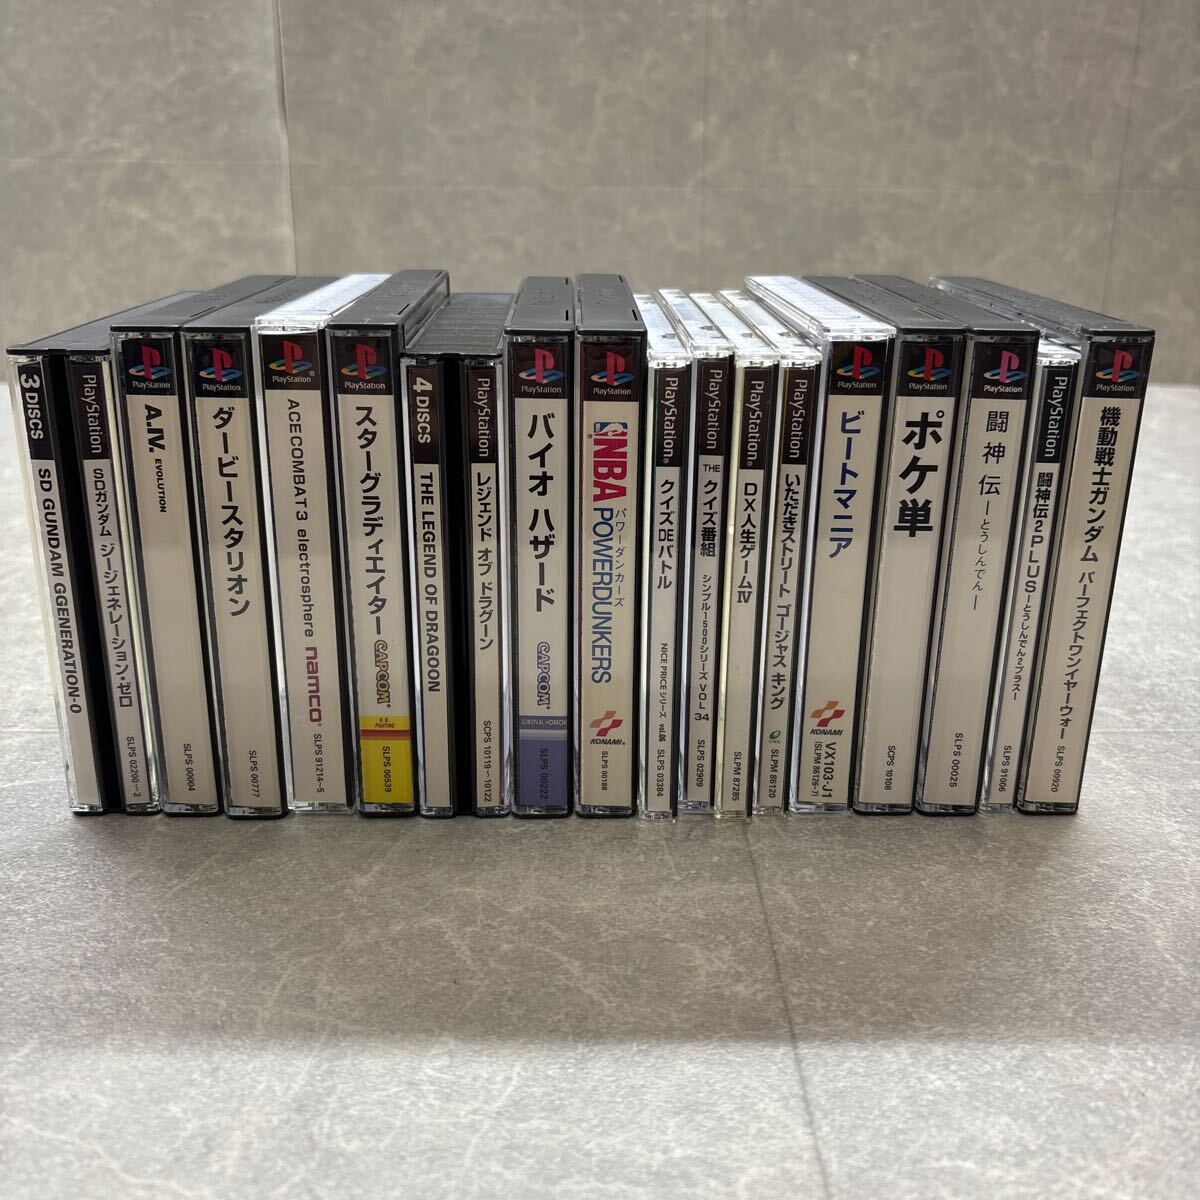 3 DISCS
SD GUNDAM GGENERATION-0
PlayStation
SDガンダム ジージェネレーション・ゼロ
SLPS 02200~2
PlayStation
A.IV.
EVOLUTION
SLPS 00004
PlayStation
ダービースタリオン
SLPS 00777
PlayStation®
ACECOMBAT3 electrosphere
namco®
SLPS 91214~5
PlayStation
スターグラディエイター
CAPCOM®
V.S. FIGHTING
SLPS 00539
4 DISCS
THE LEGEND OF DRAGOON
PlayStation
レジェンド オブ ドラグーン
SCPS 10119~10122
PlayStation
バイオ ハザード
CAPCOM®
SURVIVAL HORROR
SLPS 00222
PlayStation
NBA
パワーダンカーズ
POWERDUNKERS
KONAMI®
SLPS 00188
PlayStation®
クイズDEバトル
NICE PRICEシリーズ vol.06
SLPS 03384
PlayStation®
THE クイズ番組
シンプル1500シリーズ VOL 34
SLPS 02909
PlayStation®
DX人生ゲームⅣ
SLPM 87285
PlayStation®
いただきストリート ゴージャス キング
ENIX
SLPM 86120
PlayStation
ビートマニア
KONAMI
VX103-J1
(SLPM 86126~7)
PlayStation
ポケ単
SCPS 10108
PlayStation
闘神伝
ーとうしんでんー
SLPS 00025
PlayStation
闘神伝2PLUS ーとうしんでん2プラスー
SLPS 91006
PlayStation
機動戦士ガンダム パーフェクトワンイヤーウォー
SLPS 00920